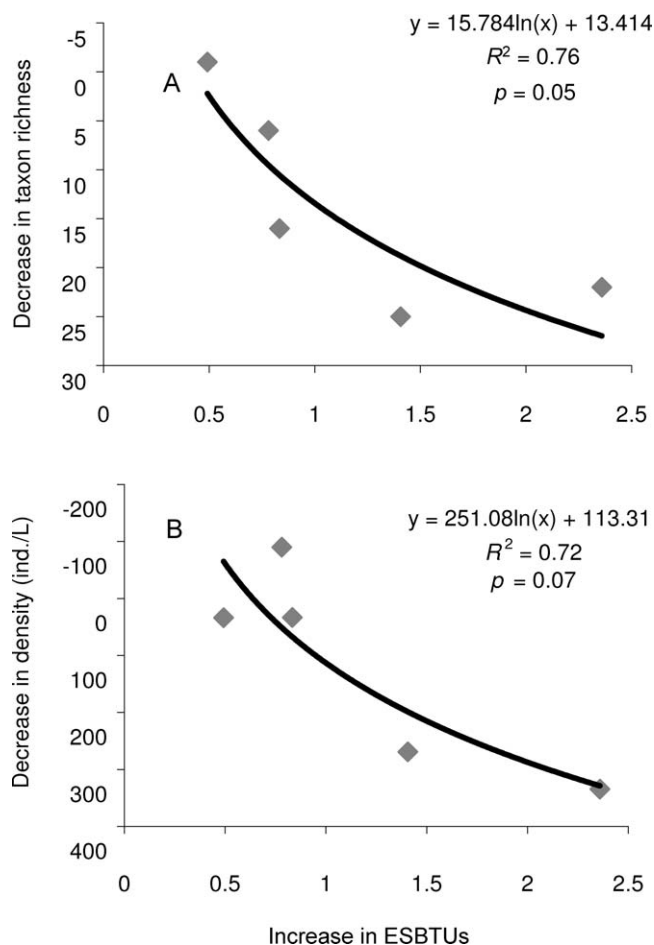 y = 15.784ln(x) + 13.414
R² = 0.76
p = 0.05
A
Decrease in taxon richness
-5
0
5
10
15
20
25
30
0 0.5 1 1.5 2 2.5
y = 251.08ln(x) + 113.31
R² = 0.72
p = 0.07
B
Decrease in density (ind./L)
-200
-100
0
100
200
300
400
0 0.5 1 1.5 2 2.5
Increase in ESBTUs